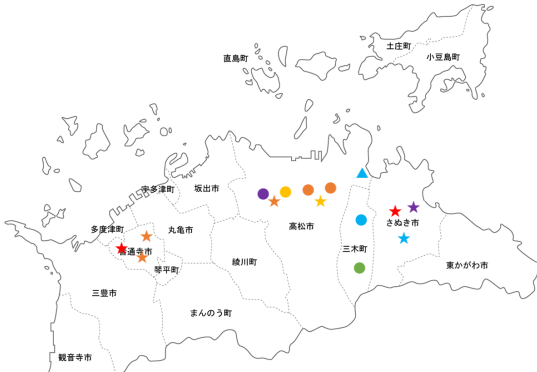 土庄町
小豆島町
直島町
宇多津町
坂出市
多度津町
丸亀市
高松市
さぬき市
善通寺市
三木町
綾川町
琴平町
東かがわ市
三豊市
まんのう町
観音寺市